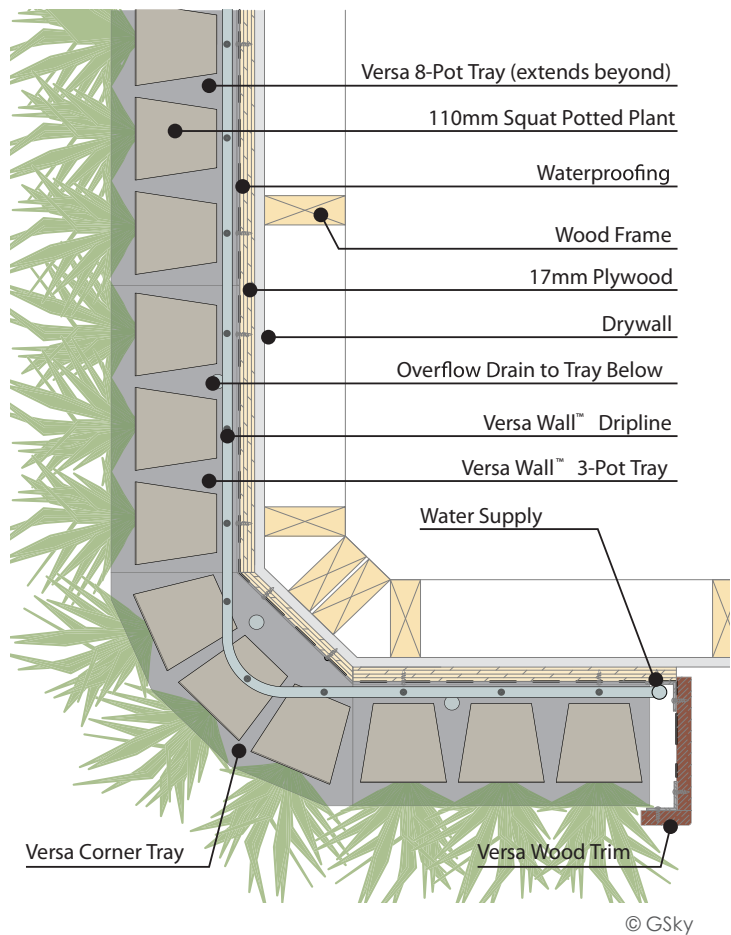 Versa 8-Pot Tray (extends beyond)
110mm Squat Potted Plant
Waterproofing
Wood Frame
17mm Plywood
Drywall
Overflow Drain to Tray Below
Versa Wall™ Dripline
Versa Wall™ 3-Pot Tray
Water Supply
Versa Corner Tray
Versa Wood Trim
© GSky